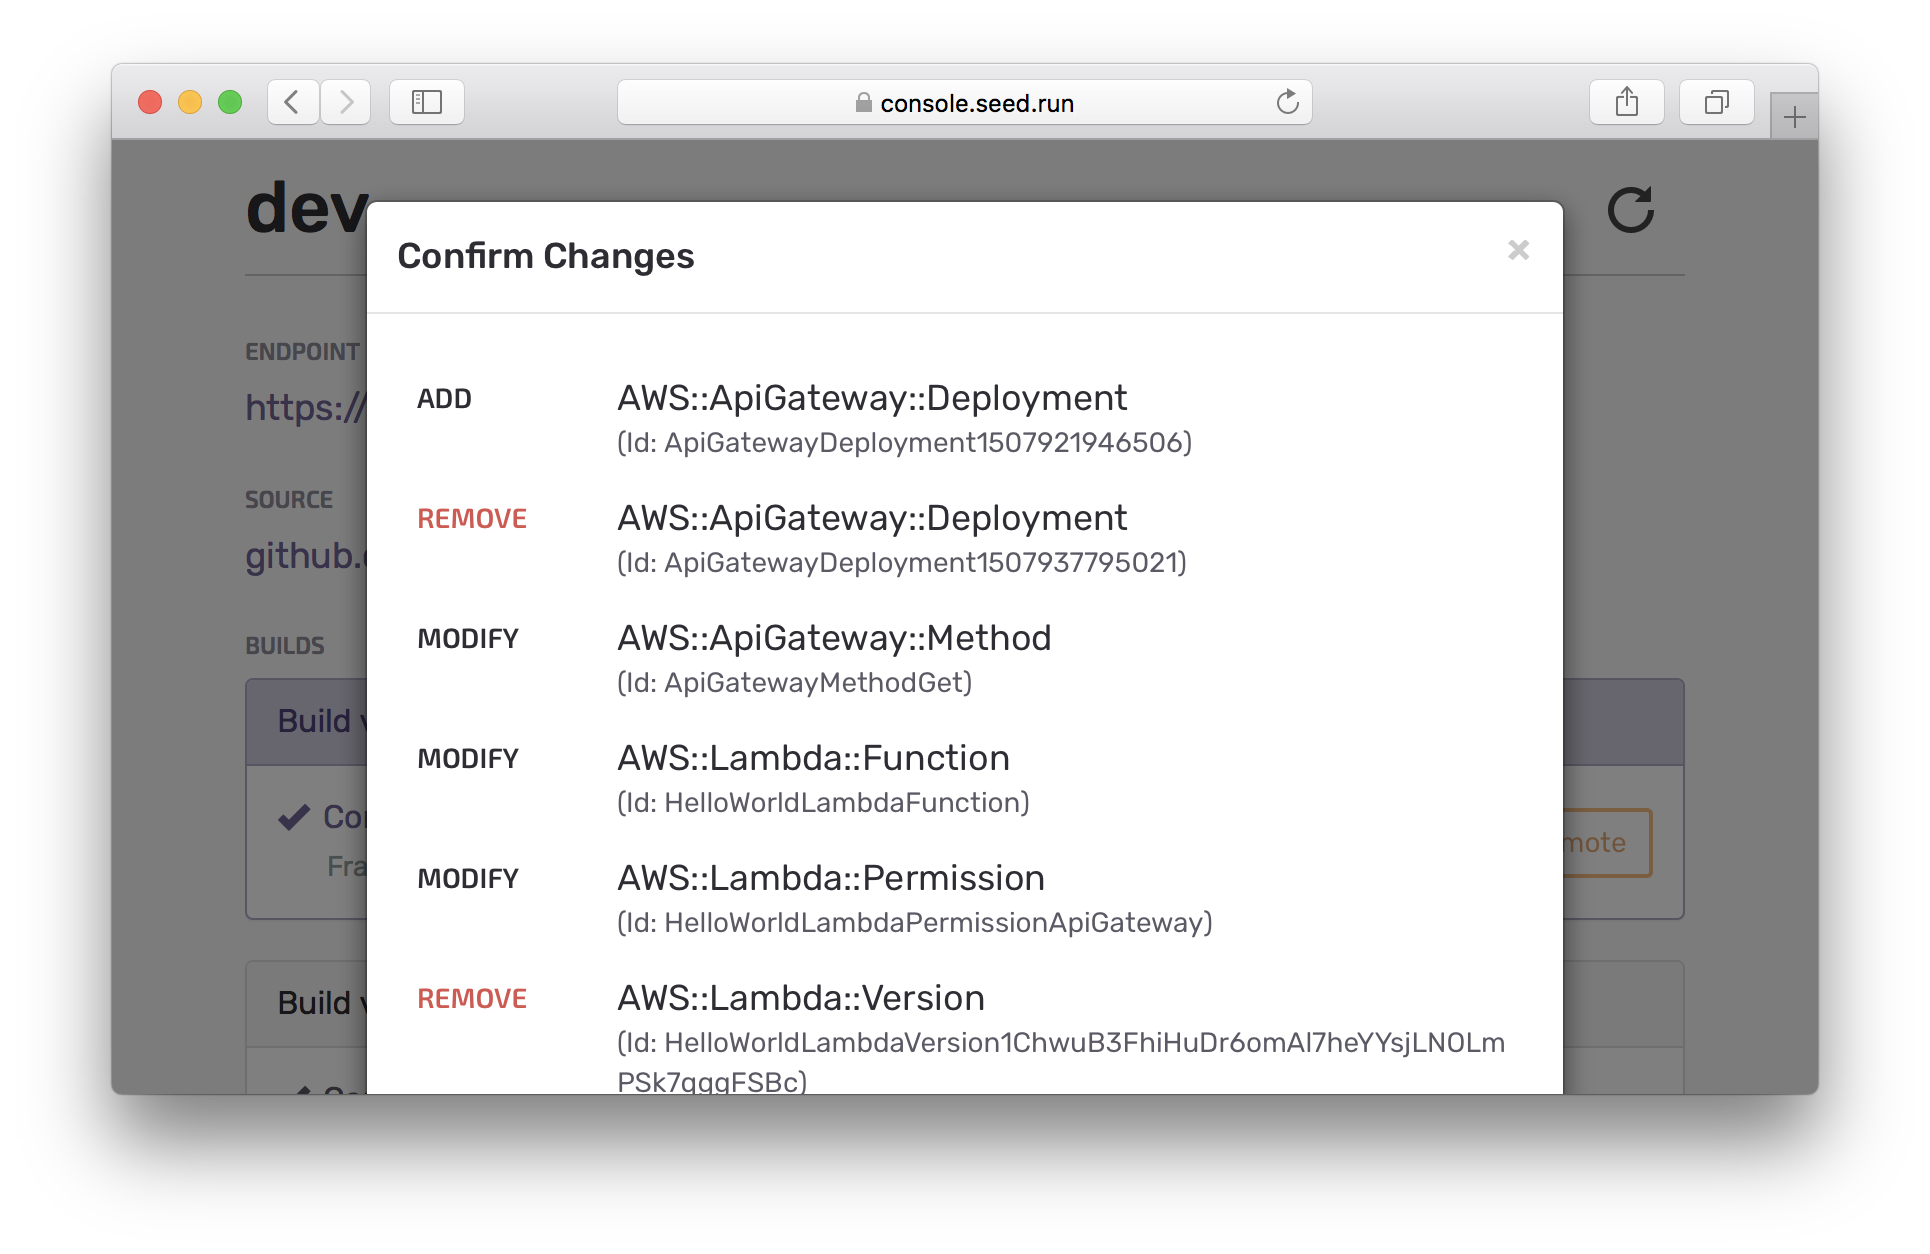 console.seed.run
dev
Confirm Changes
ENDPOINT
https://
SOURCE
github.
BUILDS
Build
ADD AWS::ApiGateway::Deployment
(Id: ApiGatewayDeployment1507921946506)
REMOVE AWS::ApiGateway::Deployment
(Id: ApiGatewayDeployment1507937795021)
MODIFY AWS::ApiGateway::Method
(Id: ApiGatewayMethodGet)
MODIFY AWS::Lambda::Function
(Id: HelloWorldLambdaFunction)
MODIFY AWS::Lambda::Permission
(Id: HelloWorldLambdaPermissionApiGateway)
REMOVE AWS::Lambda::Version
(Id: HelloWorldLambdaVersion1ChwuB3FhiHuDr6omAl7heYYsjLNOLm
PSk7qggFSBc)
Fra
mote
Build